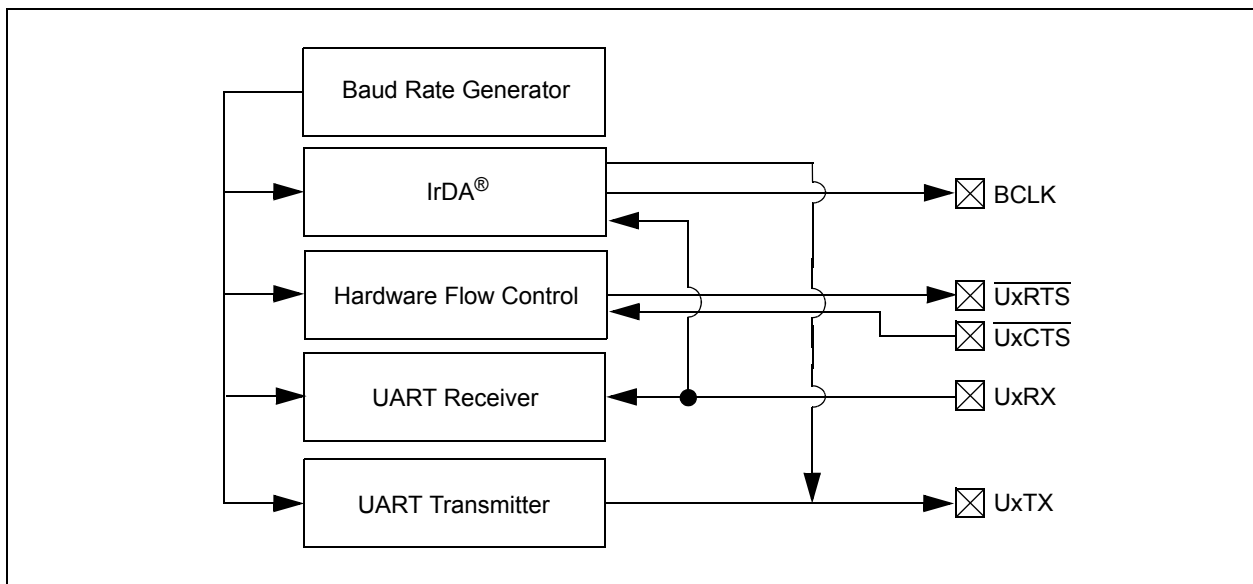 Baud Rate Generator
IrDA®
BCLK
Hardware Flow Control
UxRTS
UxCTS
UART Receiver
UxRX
UART Transmitter
UxTX